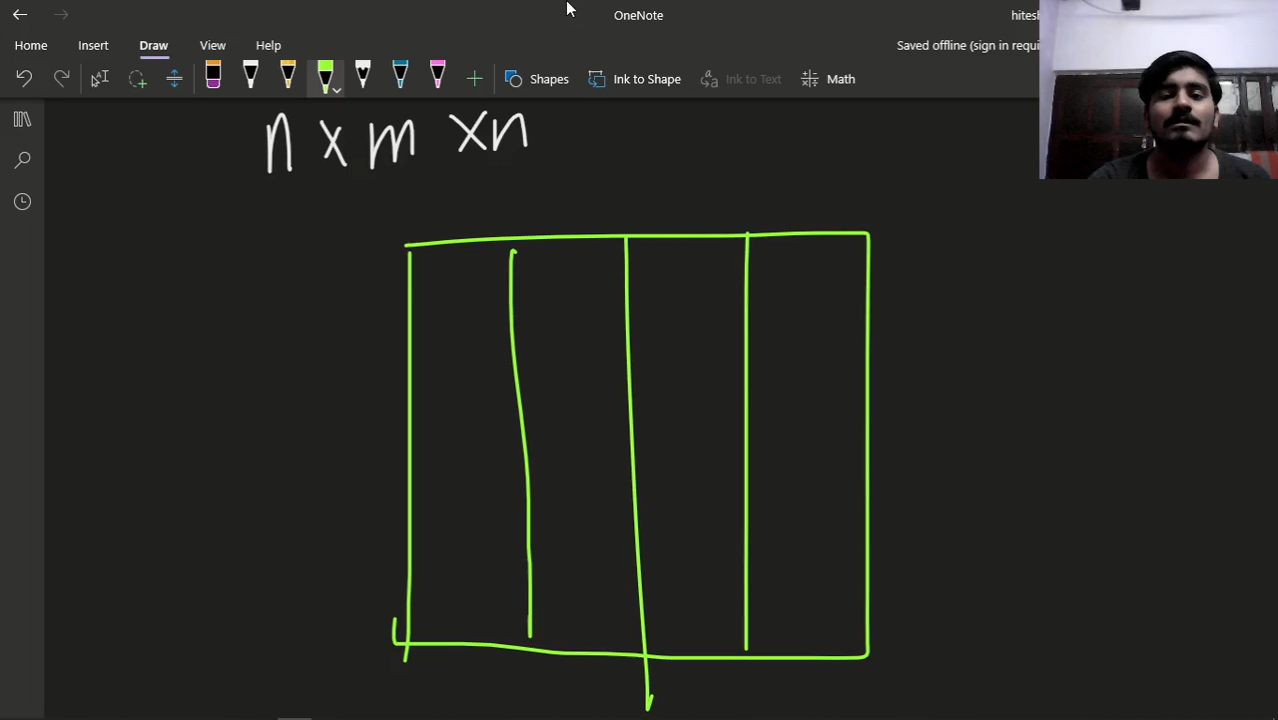 OneNote
hitesh
Home Insert Draw View Help
Saved offline (sign in requi
Shapes Ink to Shape Ink to Text Math
n x m x n